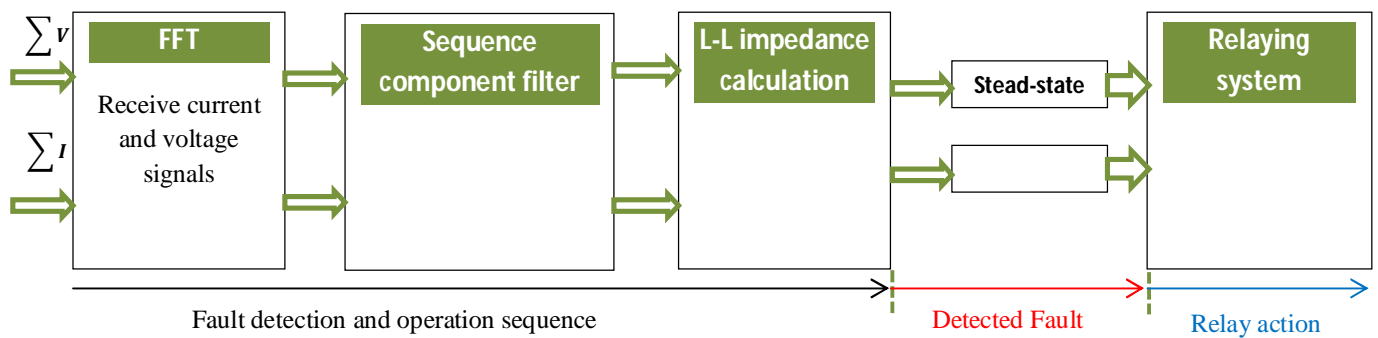 ∑ V
∑ I
FFT
Receive current
and voltage
signals
Sequence
component filter
L-L impedance
calculation
Stead-state
Relaying
system
Fault detection and operation sequence
Detected Fault
Relay action